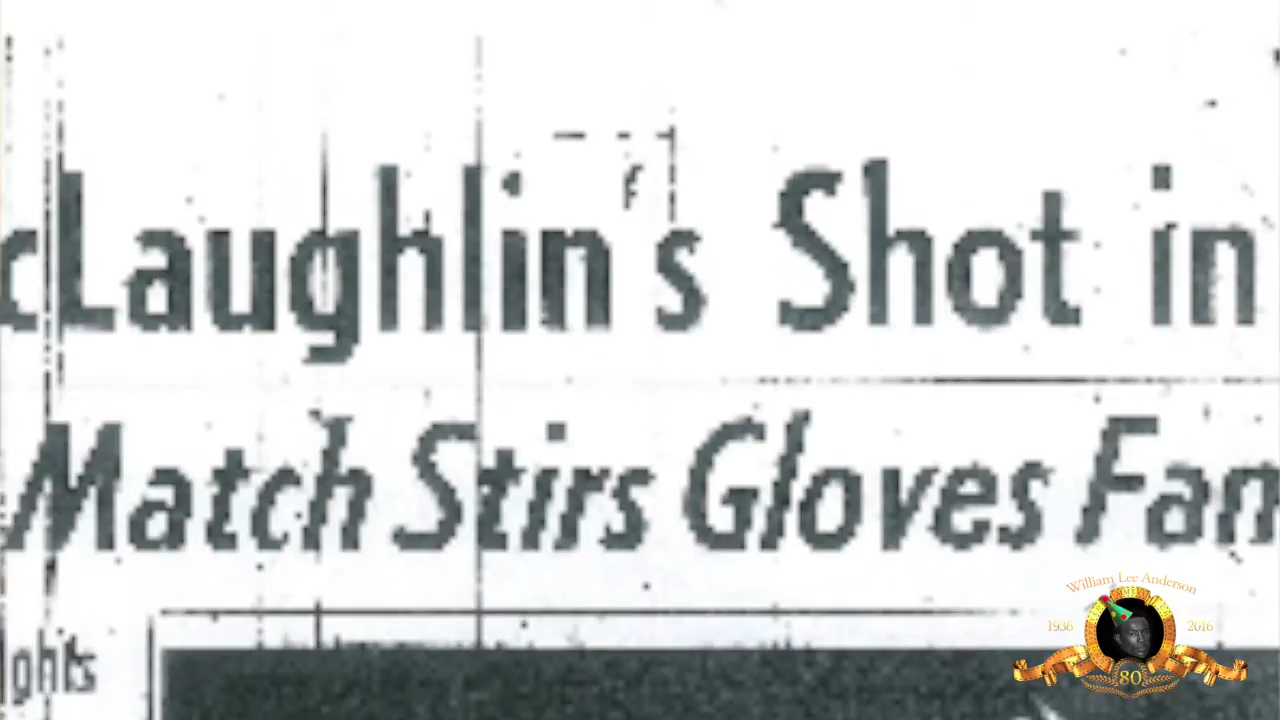 cLaughlin's Shot in
Match Stirs Gloves Fan
ghts
William Lee Anderson
1936
2016
80